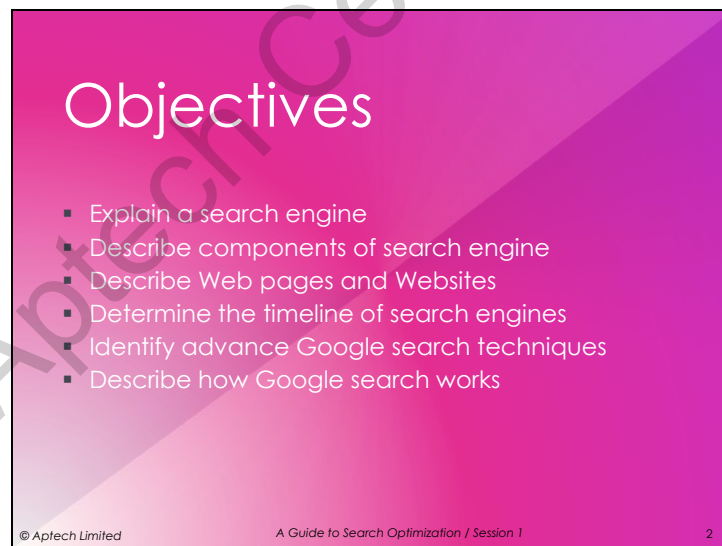 Objectives
▪ Explain a search engine
▪ Describe components of search engine
▪ Describe Web pages and Websites
▪ Determine the timeline of search engines
▪ Identify advance Google search techniques
▪ Describe how Google search works
© Aptech Limited
A Guide to Search Optimization / Session 1
2
Aptech Ce